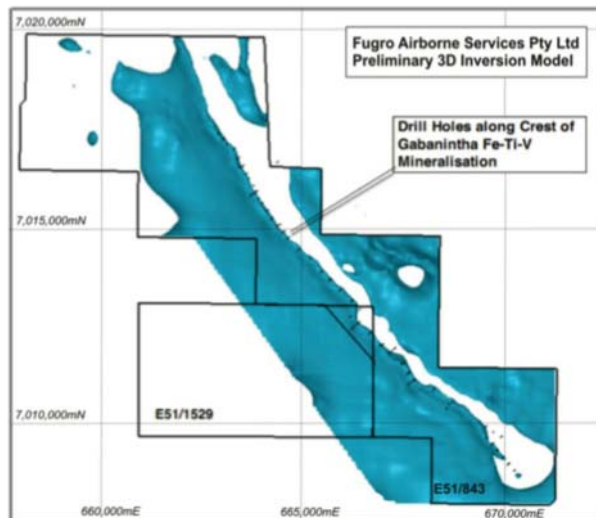 7,020,000mN
Fugro Airborne Services Pty Ltd
Preliminary 3D Inversion Model
Drill Holes along Crest of
Gabanintha Fe-Ti-V
Mineralisation
7,015,000mN
E51/1529
7,010,000mN
E51/843
660,000mE
665,000mE
670,000mE